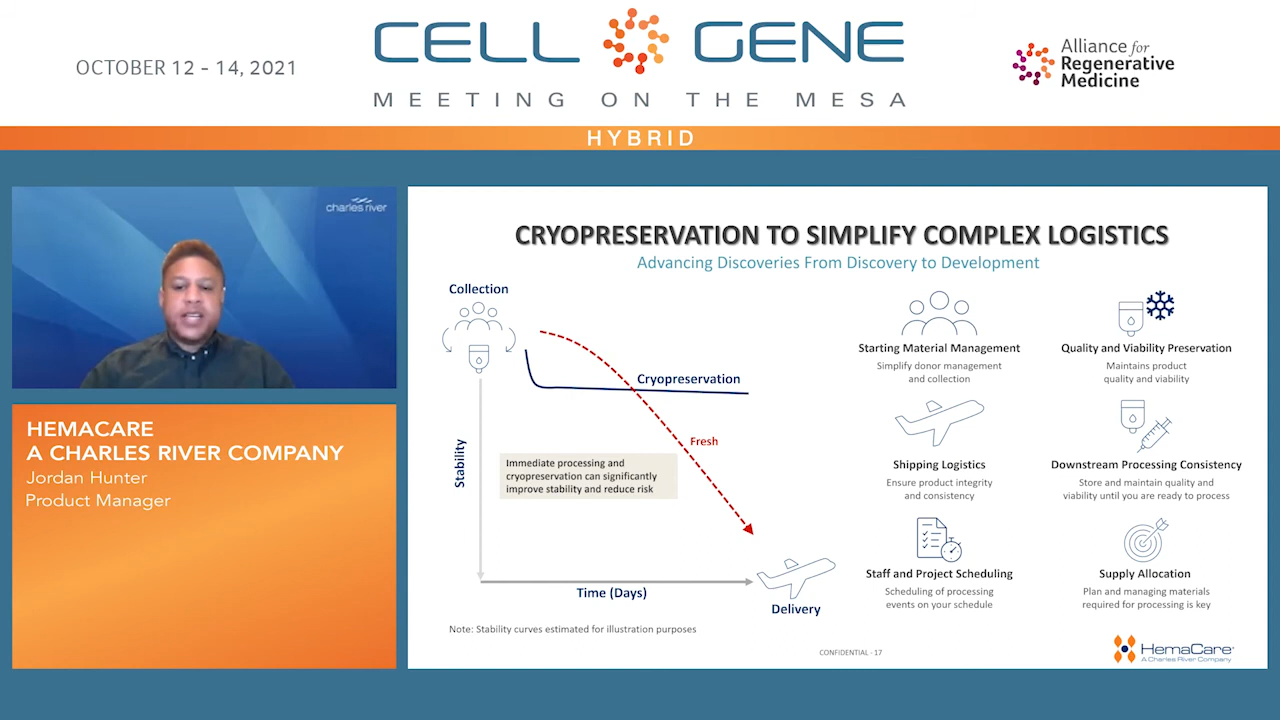 OCTOBER 12 - 14, 2021
CELL GENE
MEETING ON THE MESA
Alliance for
Regenerative
Medicine
HYBRID
charles river
HEMACARE
A CHARLES RIVER COMPANY
Jordan Hunter
Product Manager
CRYOPRESERVATION TO SIMPLIFY COMPLEX LOGISTICS
Advancing Discoveries From Discovery to Development
Collection
Cryopreservation
Fresh
Stability
Immediate processing and
cryopreservation can significantly
improve stability and reduce risk
Time (Days)
Delivery
Note: Stability curves estimated for illustration purposes
Starting Material Management
Simplify donor management
and collection
Quality and Viability Preservation
Maintains product
quality and viability
Shipping Logistics
Ensure product integrity
and consistency
Downstream Processing Consistency
Store and maintain quality and
viability until you are ready to process
Staff and Project Scheduling
Scheduling of processing
events on your schedule
Supply Allocation
Plan and managing materials
required for processing is key
CONFIDENTIAL - 17
HemaCare®
A Charles River Company